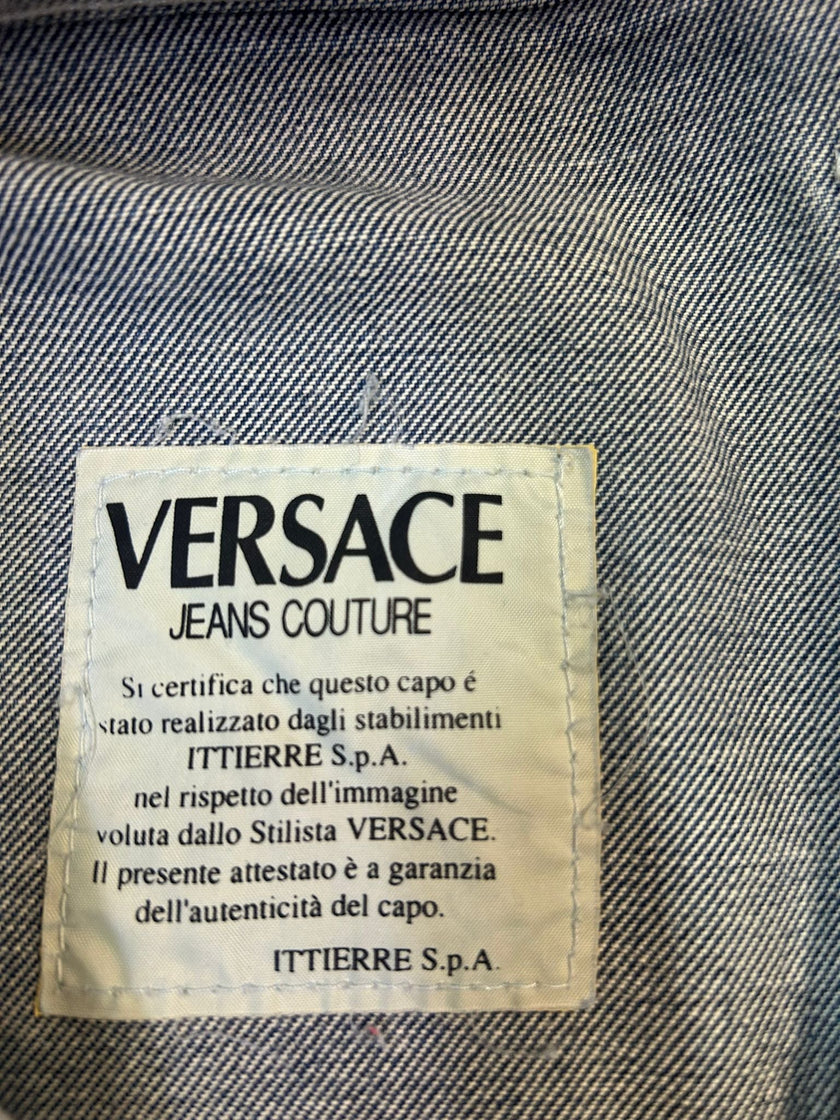 VERSACE
JEANS COUTURE
Si certifica che questo capo é
stato realizzato dagli stabilimenti
ITTIERRE S.p.A.
nel rispetto dell'immagine
voluta dallo Stilista VERSACE.
Il presente attestato è a garanzia
dell'autenticità del capo.
ITTIERRE S.p.A.